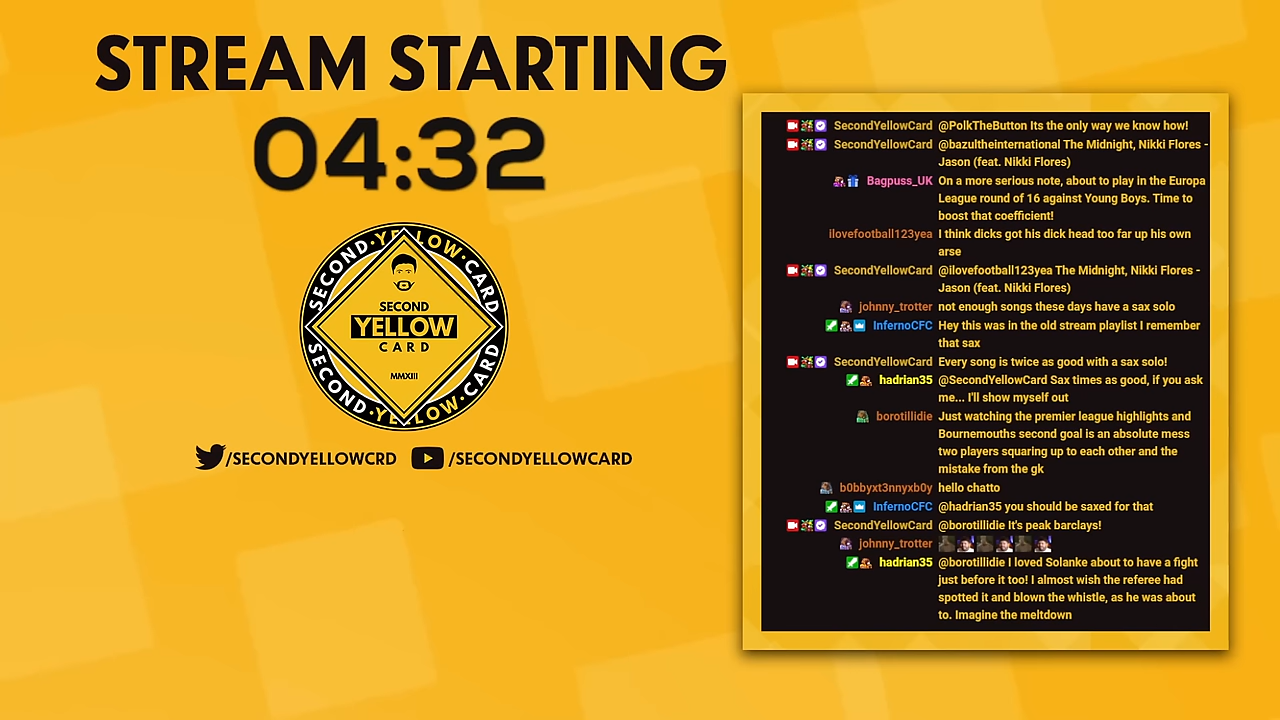 STREAM STARTING
04:32
SECOND·YELLOW·CARD
SECOND
YELLOW
CARD
MMXIII
SECOND·YELLOW·CARD
/SECONDYELLOWCRD /SECONDYELLOWCARD
SecondYellowCard @PolkTheButton Its the only way we know how!
SecondYellowCard @bazultheinternational The Midnight, Nikki Flores -
Jason (feat. Nikki Flores)
Bagpuss_UK On a more serious note, about to play in the Europa
League round of 16 against Young Boys. Time to
boost that coefficient!
ilovefootball123yea I think dicks got his dick head too far up his own
arse
SecondYellowCard @ilovefootball123yea The Midnight, Nikki Flores -
Jason (feat. Nikki Flores)
johnny_trotter not enough songs these days have a sax solo
InfernoCFC Hey this was in the old stream playlist I remember
that sax
SecondYellowCard Every song is twice as good with a sax solo!
hadrian35 @SecondYellowCard Sax times as good, if you ask
me... I'll show myself out
borotillidie Just watching the premier league highlights and
Bournemouths second goal is an absolute mess
two players squaring up to each other and the
mistake from the gk
b0bbyxt3nnyxb0y hello chatto
InfernoCFC @hadrian35 you should be saxed for that
SecondYellowCard @borotillidie It's peak barclays!
johnny_trotter
hadrian35 @borotillidie I loved Solanke about to have a fight
just before it too! I almost wish the referee had
spotted it and blown the whistle, as he was about
to. Imagine the meltdown